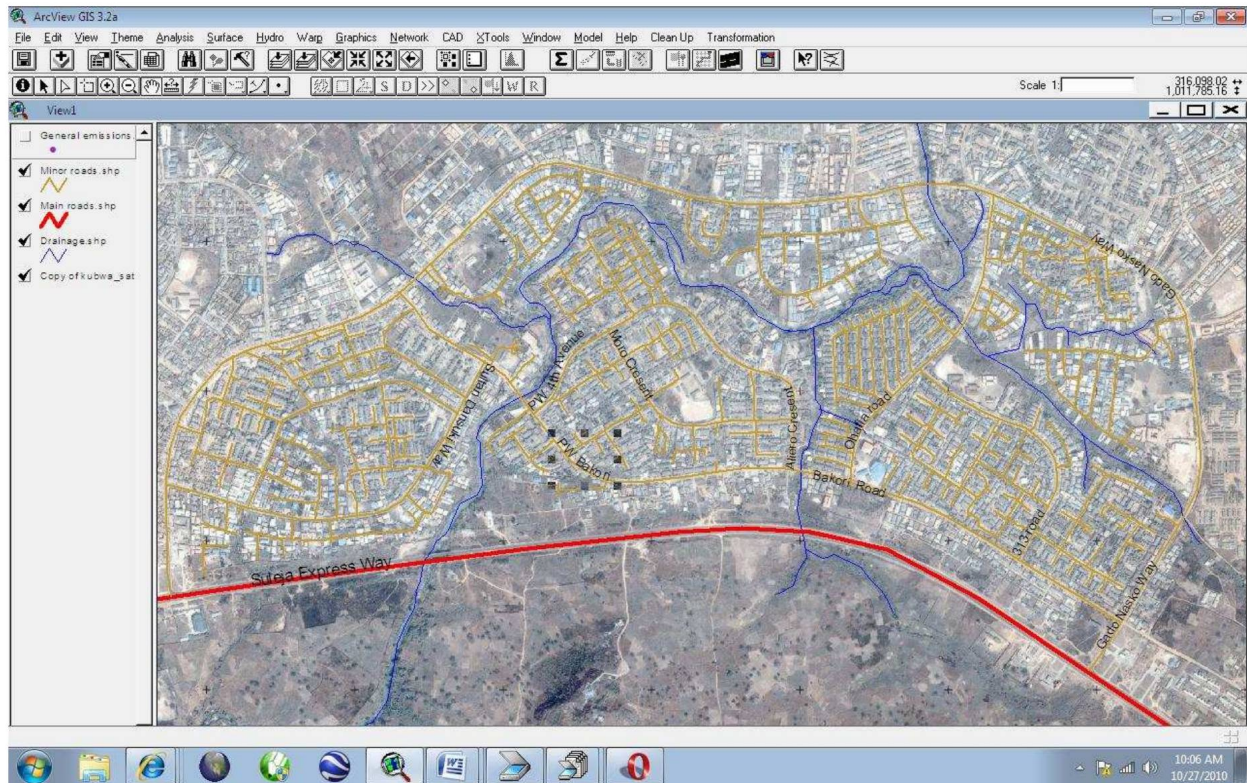 ArcView GIS 3.2a
File Edit View Theme Analysis Surface Hydro Warp Graphics Network CAD XTools Window Model Help Clean Up Transformation
S D >> W R
Scale 1: 316,098.02
1,011,785.16
View1
General emissions.
Minor roads.shp
Main roads.shp
Drainage.shp
Copy of kubwa_sat
Gado Nasko Way
PW 4th Avenue
Moro Cresent
Sultan Dansuki Way
Aliero Cresent
Ohafia road
PW Bakori
Bakori Road
313 road
Suleja Express Way
Gado Nasko Way
10:06 AM
10/27/2010